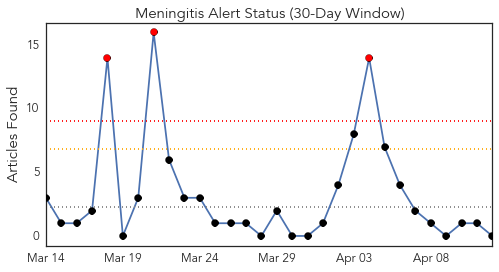 Meningitis Alert Status (30-Day Window)
Articles Found
15
10
5
0
Mar 14 Mar 19 Mar 24 Mar 29 Apr 03 Apr 08